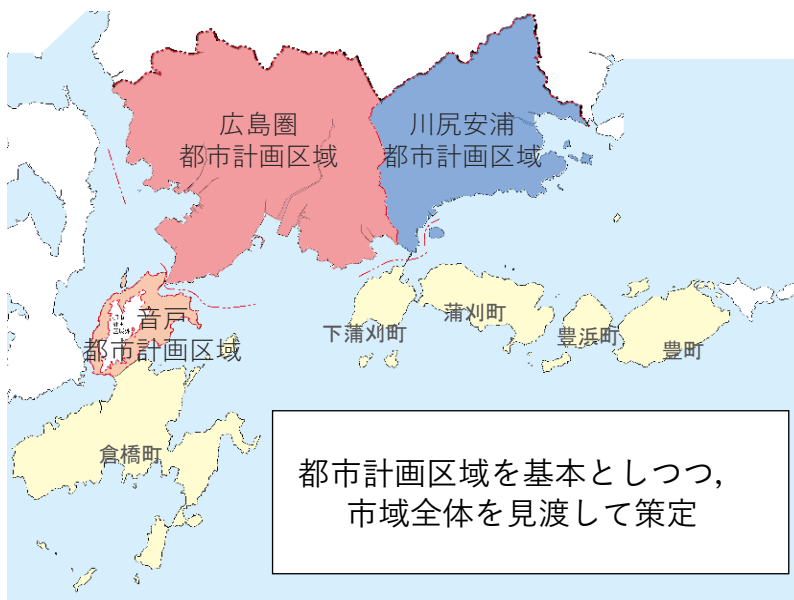 広島圏
都市計画区域
川尻安浦
都市計画区域
音戸
都市計画区域
下蒲刈町
蒲刈町
豊浜町
豊町
倉橋町
都市計画区域を基本としつつ，
市域全体を見渡して策定